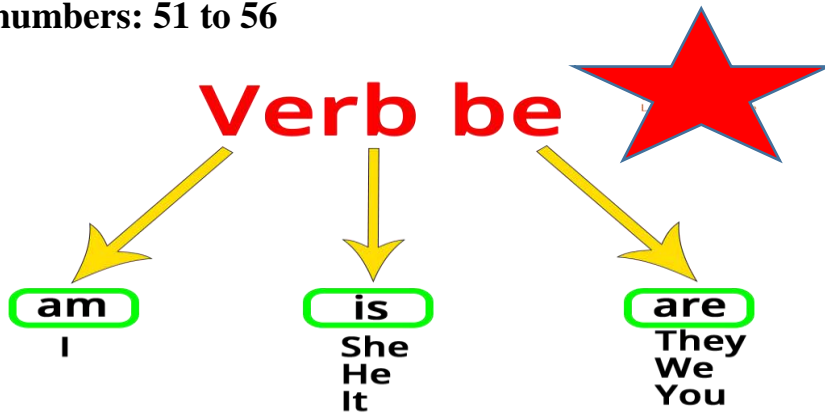 numbers: 51 to 56
Verb be
am
is
are
I
She
He
It
They
We
You